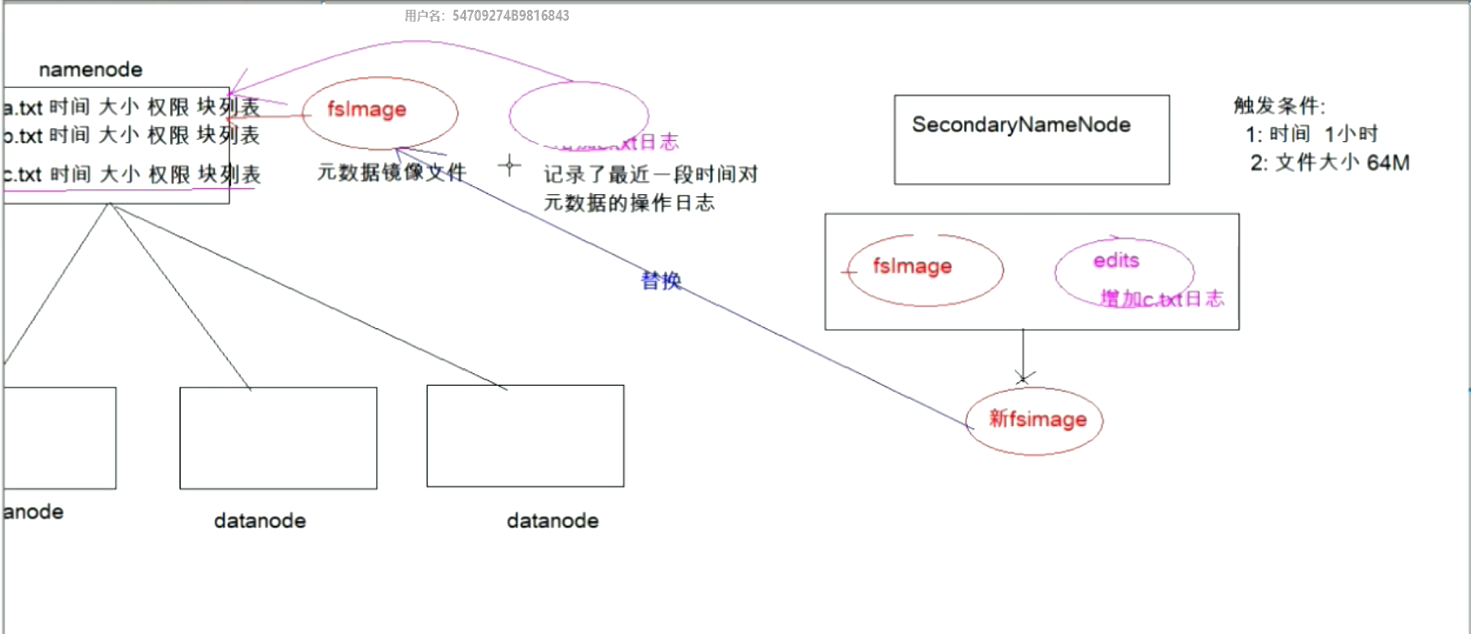 用户名: 54709274B9816843
namenode
a.txt 时间 大小 权限 块列表
b.txt 时间 大小 权限 块列表
c.txt 时间 大小 权限 块列表
fsImage
元数据镜像文件
xt日志
记录了最近一段时间对
元数据的操作日志
SecondaryNameNode
触发条件:
1: 时间 1小时
2: 文件大小 64M
fsImage
edits
增加c.txt日志
替换
新fsimage
anode
datanode
datanode